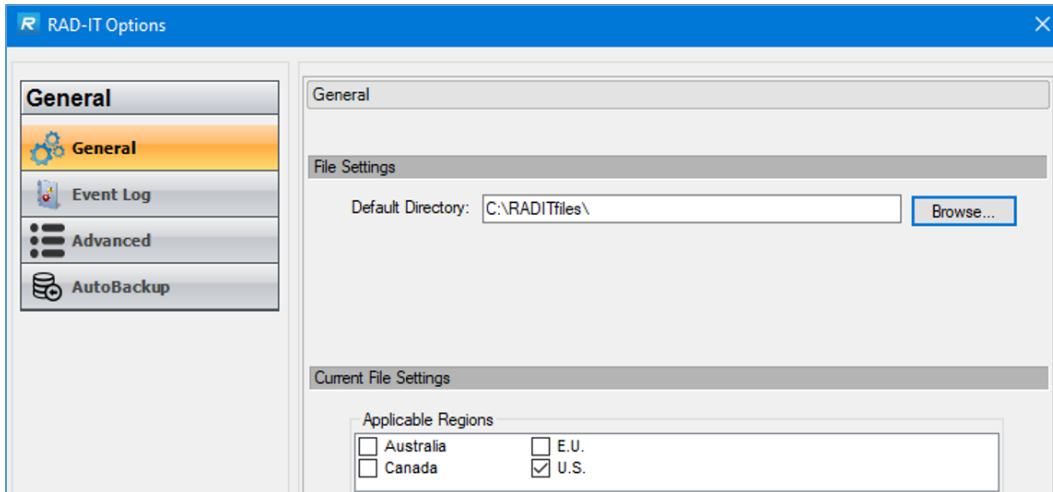 RAD-IT Options
General
General
Event Log
Advanced
AutoBackup
General
File Settings
Default Directory: C:\RADITfiles\ Browse...
Current File Settings
Applicable Regions
Australia E.U.
Canada U.S.